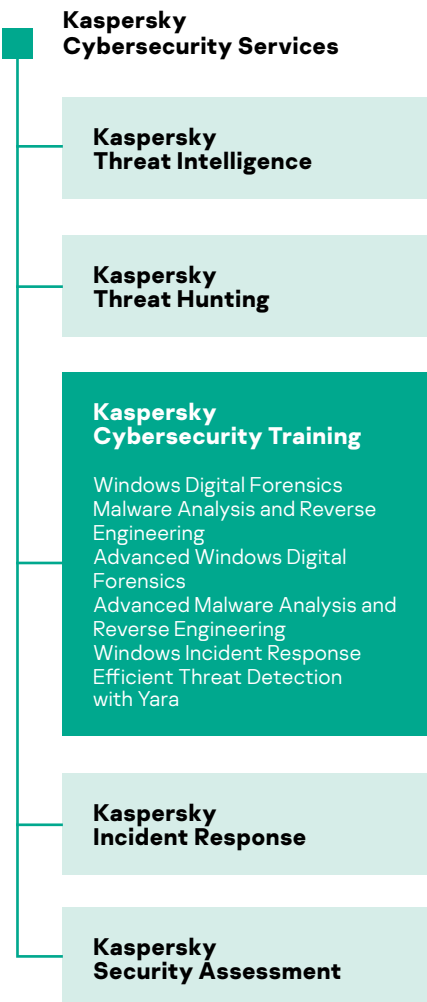 Kaspersky
Cybersecurity Services
Kaspersky
Threat Intelligence
Kaspersky
Threat Hunting
Kaspersky
Cybersecurity Training
Windows Digital Forensics
Malware Analysis and Reverse
Engineering
Advanced Windows Digital
Forensics
Advanced Malware Analysis and
Reverse Engineering
Windows Incident Response
Efficient Threat Detection
with Yara
Kaspersky
Incident Response
Kaspersky
Security Assessment